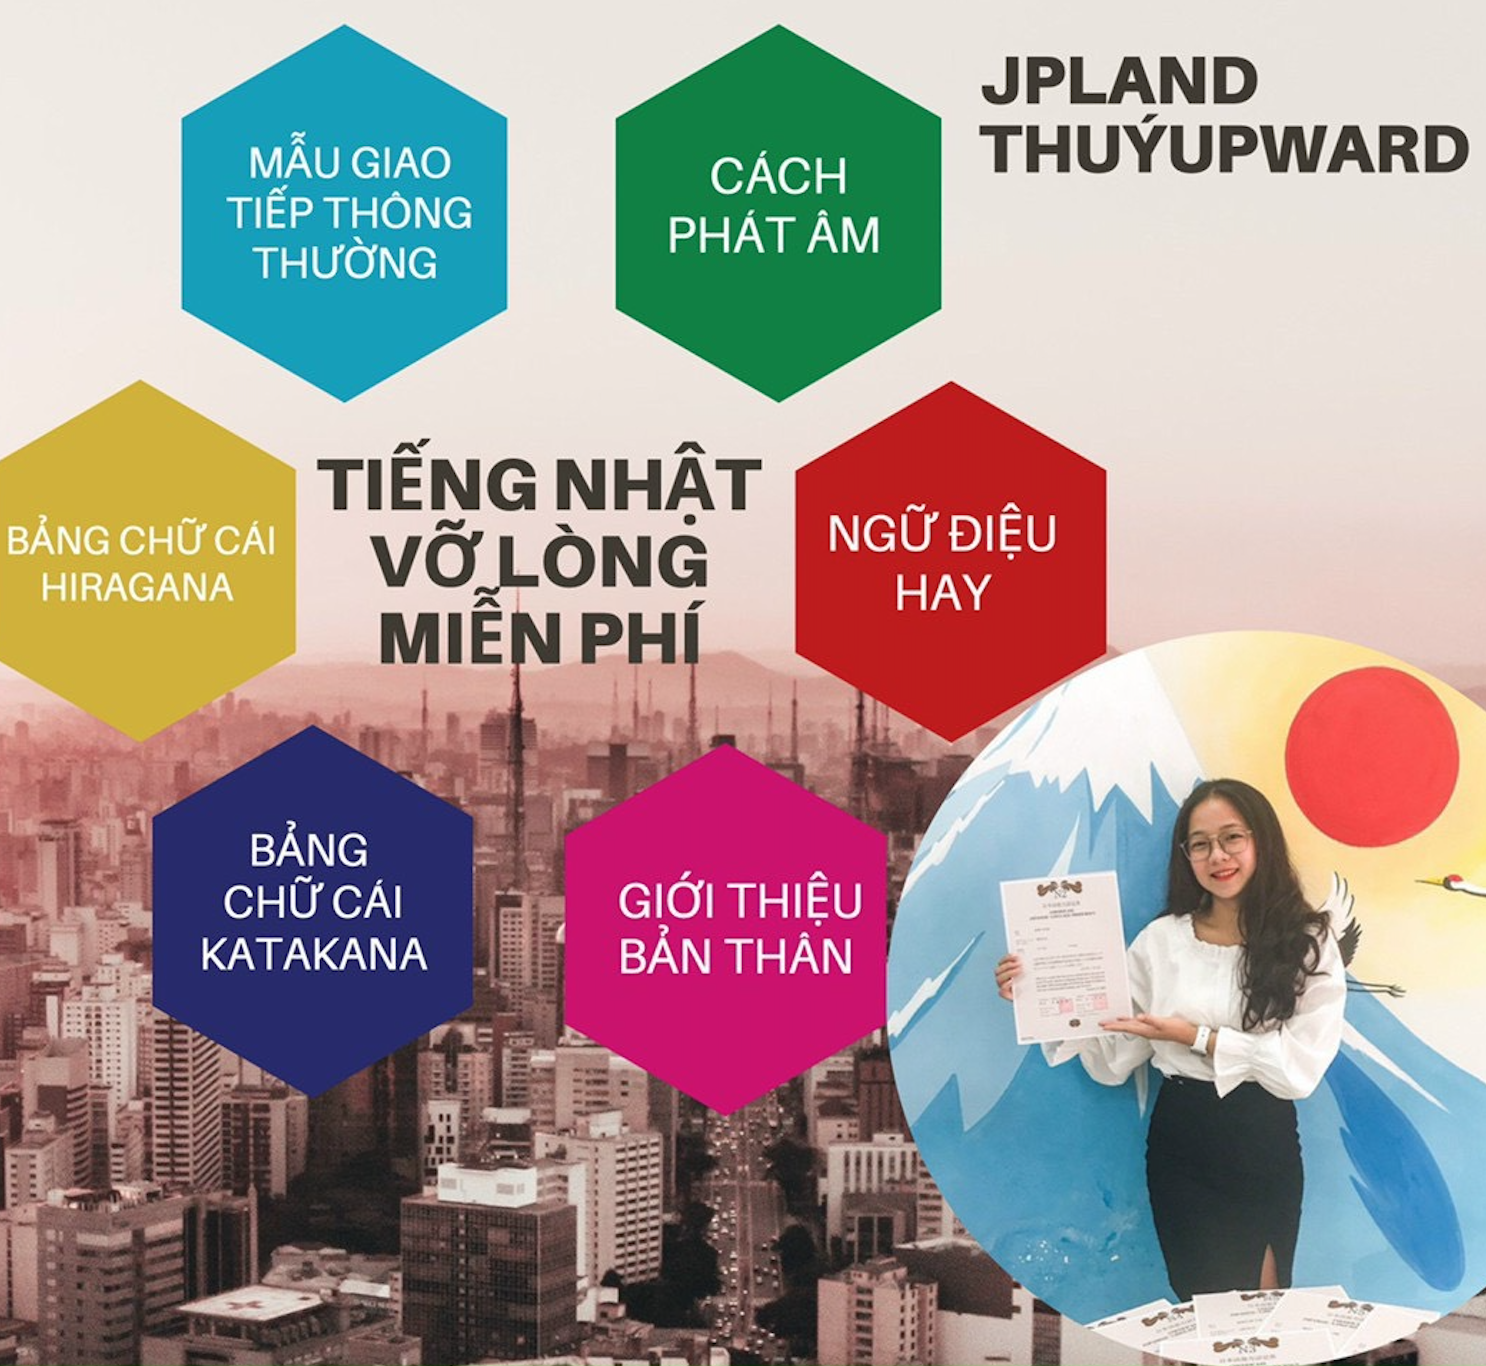 JPLAND
THUÝUPWARD
MẪU GIAO
TIẾP THÔNG
THƯỜNG
CÁCH
PHÁT ÂM
BẢNG CHỮ CÁI
HIRAGANA
TIẾNG NHẬT
VỠ LÒNG
MIỄN PHÍ
NGỮ ĐIỆU
HAY
BẢNG
CHỮ CÁI
KATAKANA
GIỚI THIỆU
BẢN THÂN